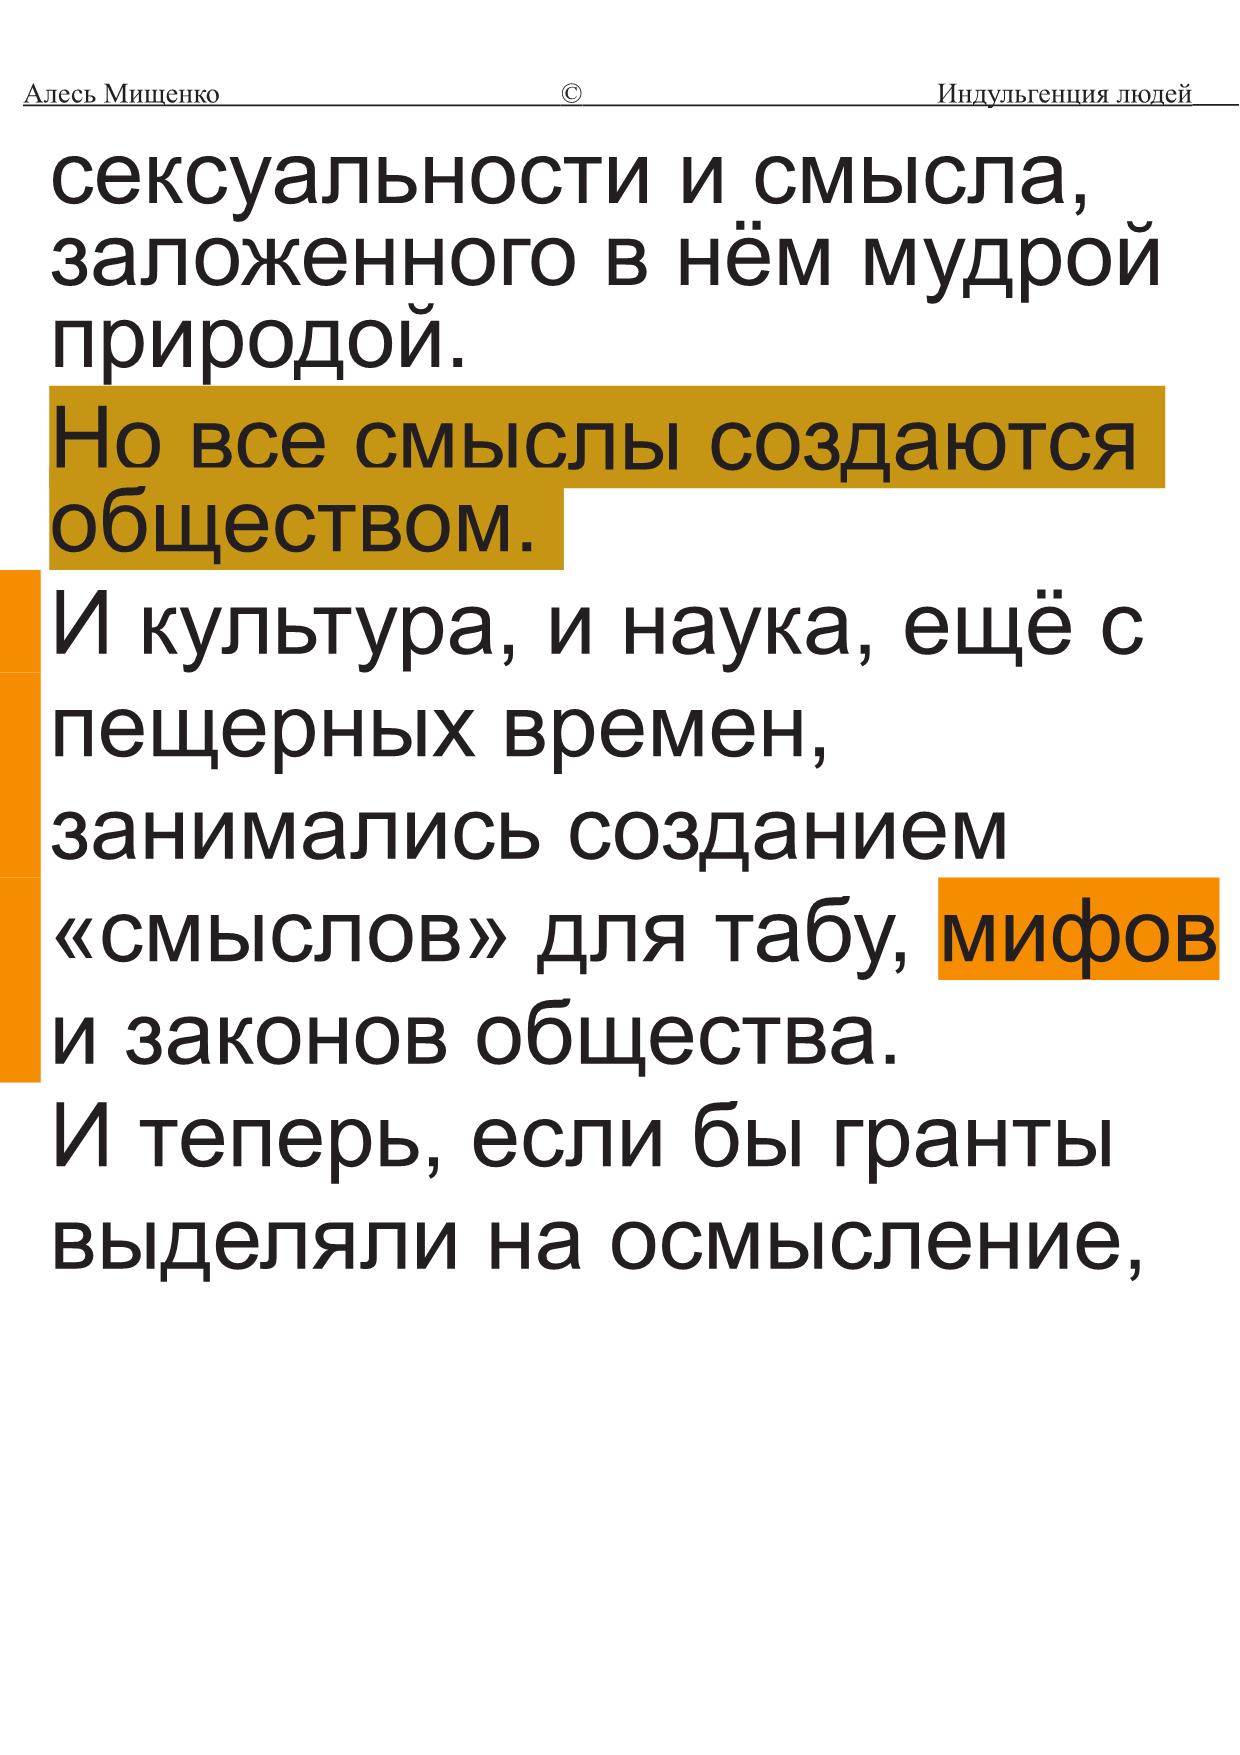 Алесь Мищенко © Индульгенция людей
сексуальности и смысла,
заложенного в нём мудрой
природой.
Но все смыслы создаются
обществом.
И культура, и наука, ещё с
пещерных времен,
занимались созданием
«смыслов» для табу, мифов
и законов общества.
И теперь, если бы гранты
выделяли на осмысление,